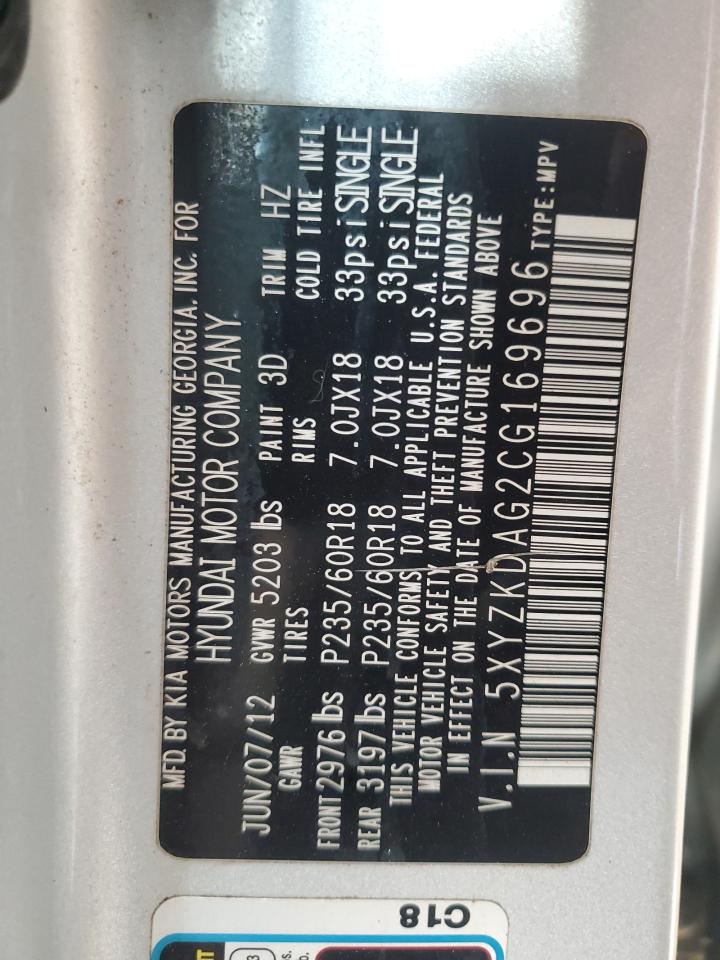 MFD. BY KIA MOTORS MANUFACTURING GEORGIA, INC. FOR
HYUNDAI MOTOR COMPANY
JUN/07/12 GVWR 5203 lbs PAINT 3D TRIM HZ
GAWR TIRES RIMS COLD TIRE INFL
FRONT 2976 lbs P235/60R18 7.0JX18 33psi SINGLE
REAR 3197 lbs P235/60R18 7.0JX18 33psi SINGLE
THIS VEHICLE CONFORMS TO ALL APPLICABLE U.S.A. FEDERAL
MOTOR VEHICLE SAFETY AND THEFT PREVENTION STANDARDS
IN EFFECT ON THE DATE OF MANUFACTURE SHOWN ABOVE
V.I.N 5XYZKDAG2CG169696 TYPE:MPV
C18